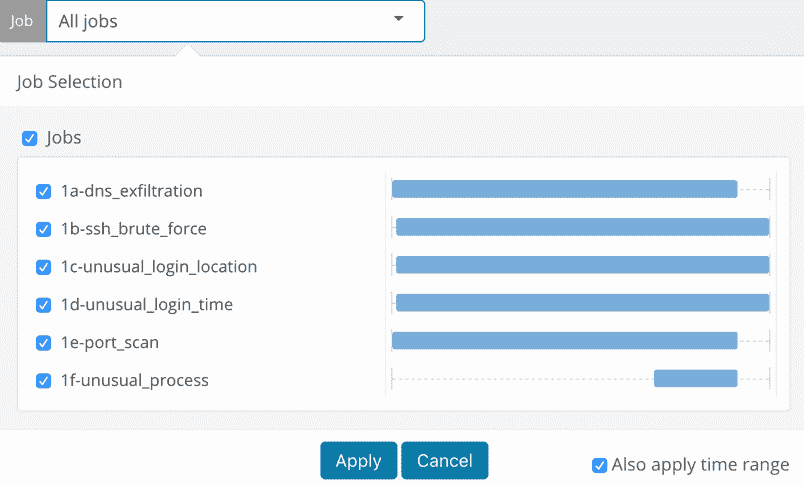 Job All jobs
Job Selection
Jobs
1a-dns_exfiltration
1b-ssh_brute_force
1c-unusual_login_location
1d-unusual_login_time
1e-port_scan
1f-unusual_process
Apply Cancel Also apply time range